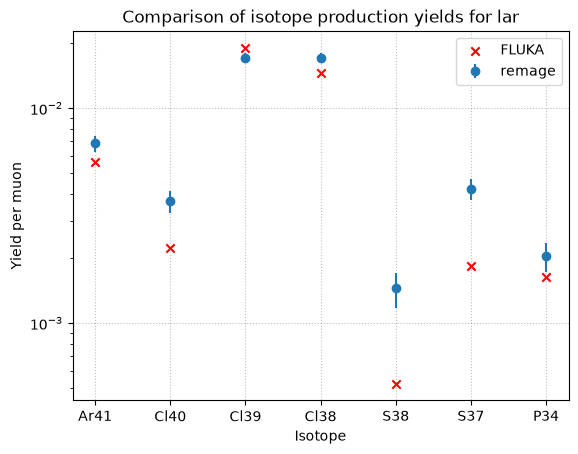 Comparison of isotope production yields for lar
FLUKA
remage
Yield per muon
10⁻²
10⁻³
Ar41 Cl40 Cl39 Cl38 S38 S37 P34
Isotope